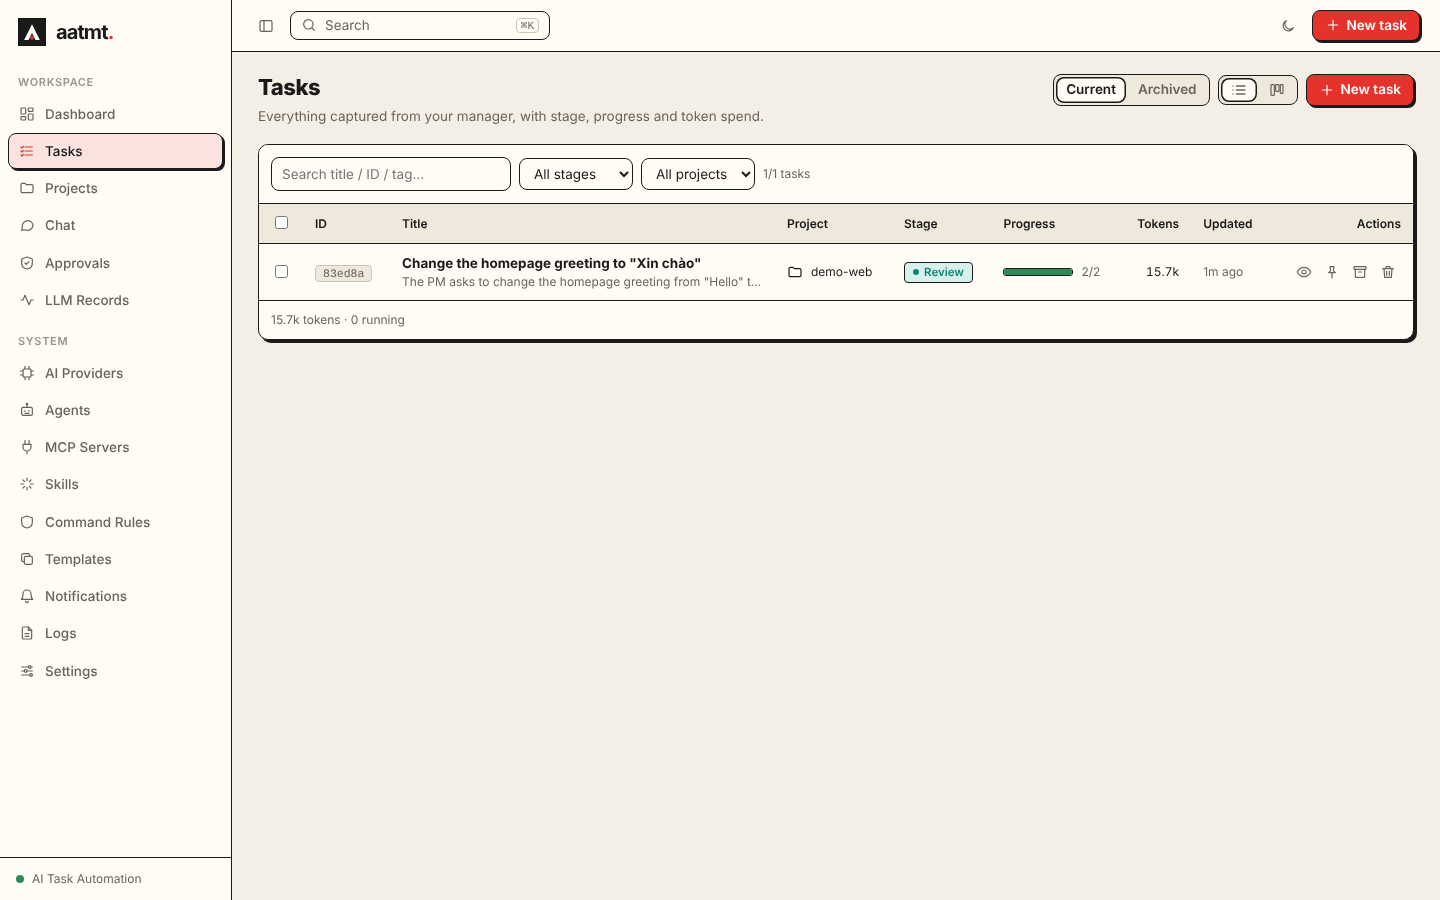 aatmt.
Search
⌘K
New task
WORKSPACE
Dashboard
Tasks
Projects
Chat
Approvals
LLM Records
SYSTEM
AI Providers
Agents
MCP Servers
Skills
Command Rules
Templates
Notifications
Logs
Settings
AI Task Automation
Tasks
Everything captured from your manager, with stage, progress and token spend.
Current
Archived
New task
Search title / ID / tag...
All stages
All projects
1/1 tasks
ID Title Project Stage Progress Tokens Updated Actions
83ed8a Change the homepage greeting to "Xin chào" demo-web Review 2/2 15.7k 1m ago
The PM asks to change the homepage greeting from "Hello" t...
15.7k tokens · 0 running